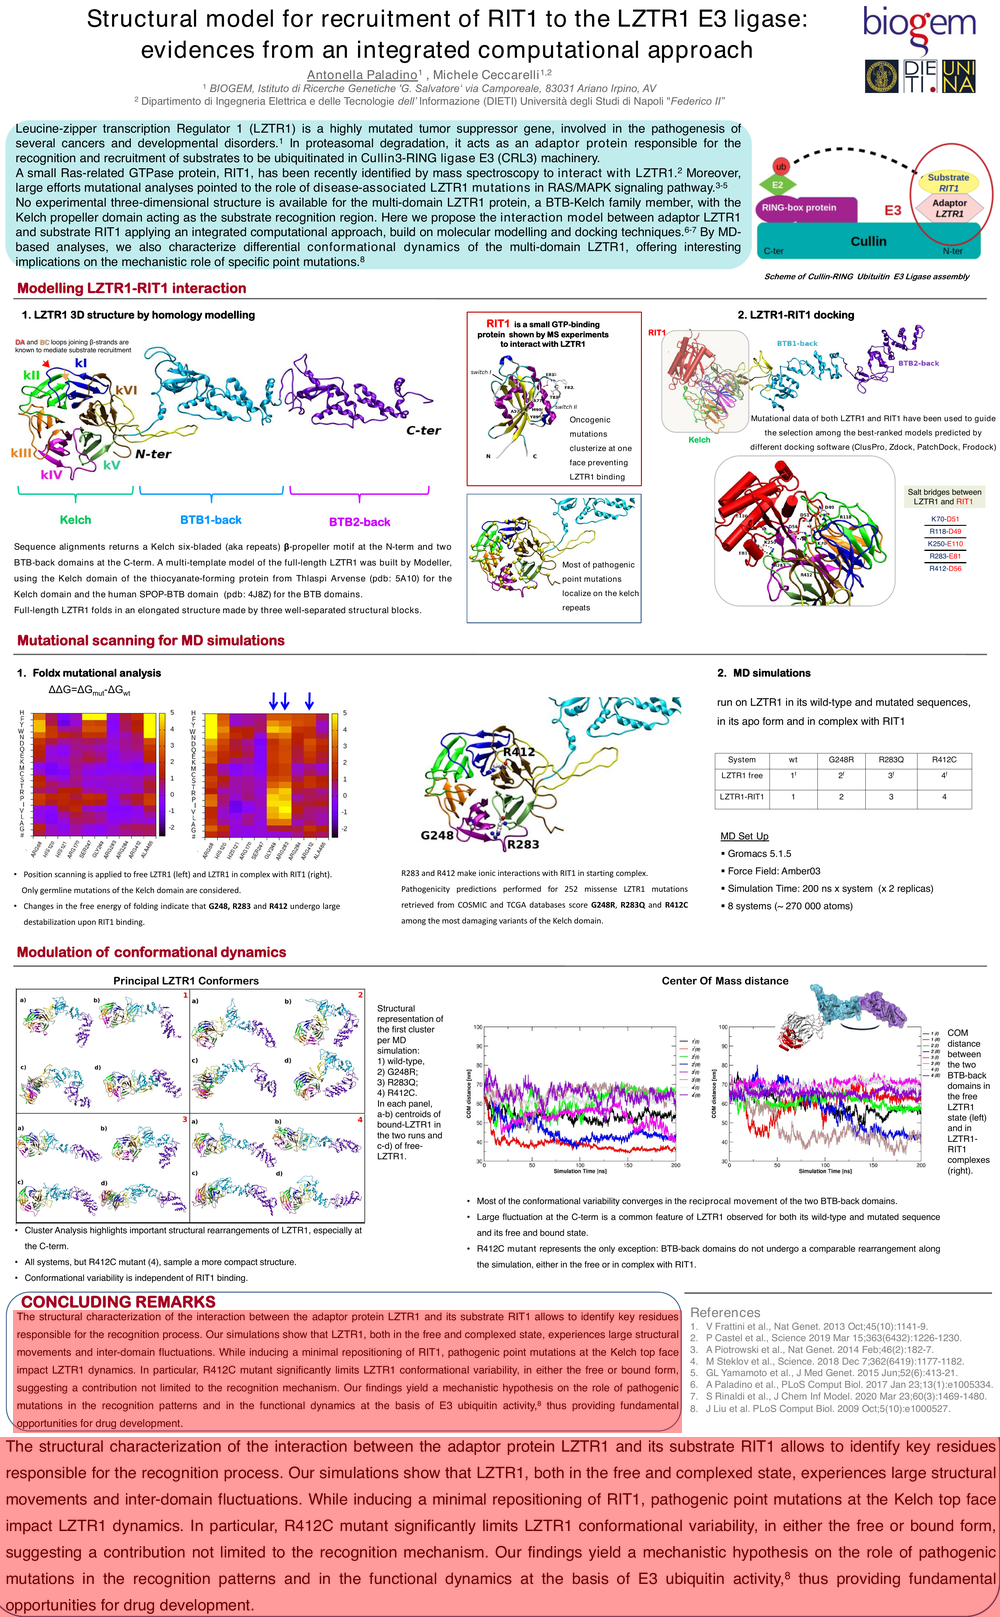 Structural model for recruitment of RIT1 to the LZTR1 E3 ligase:
evidences from an integrated computational approach
Antonella Paladino¹ , Michele Ceccarelli¹,²
¹ BIOGEM, Istituto di Ricerche Genetiche 'G. Salvatore' via Camporeale, 83031 Ariano Irpino, AV
² Dipartimento di Ingegneria Elettrica e delle Tecnologie dell' Informazione (DIETI) Università degli Studi di Napoli "Federico II"
biogem
DIE TI.
UNI NA
Leucine-zipper transcription Regulator 1 (LZTR1) is a highly mutated tumor suppressor gene, involved in the pathogenesis of
several cancers and developmental disorders.¹ In proteasomal degradation, it acts as an adaptor protein responsible for the
recognition and recruitment of substrates to be ubiquitinated in Cullin3-RING ligase E3 (CRL3) machinery.
A small Ras-related GTPase protein, RIT1, has been recently identified by mass spectroscopy to interact with LZTR1.² Moreover,
large efforts mutational analyses pointed to the role of disease-associated LZTR1 mutations in RAS/MAPK signaling pathway.³⁻⁵
No experimental three-dimensional structure is available for the multi-domain LZTR1 protein, a BTB-Kelch family member, with
the Kelch propeller domain acting as the substrate recognition region. Here we propose the interaction model between adaptor LZTR1
and substrate RIT1 applying an integrated computational approach, build on molecular modelling and docking techniques.⁶⁻⁷ By MD-
based analyses, we also characterize differential conformational dynamics of the multi-domain LZTR1, offering interesting
implications on the mechanistic role of specific point mutations.⁸
ub
E2
RING-box protein
E3
Substrate
RIT1
Adaptor
LZTR1
Cullin
C-ter
N-ter
Scheme of Cullin-RING Ubituitin E3 Ligase assembly
Modelling LZTR1-RIT1 interaction
1. LZTR1 3D structure by homology modelling
DA and BC loops joining β-strands are
known to mediate substrate recruitment
kI
kII
kVI
kIII
kIV
kV
N-ter
C-ter
Kelch
BTB1-back
BTB2-back
Sequence alignments returns a Kelch six-bladed (aka repeats) β-propeller motif at the N-term and two
BTB-back domains at the C-term. A multi-template model of the full-length LZTR1 was built by Modeller,
using the Kelch domain of the thiocyanate-forming protein from Thlaspi Arvense (pdb: 5A10) for the
Kelch domain and the human SPOP-BTB domain (pdb: 4J8Z) for the BTB domains.
Full-length LZTR1 folds in an elongated structure made by three well-separated structural blocks.
RIT1 is a small GTP-binding
protein shown by MS experiments
to interact with LZTR1
switch I
switch II
N
C
Oncogenic
mutations
clusterize at one
face preventing
LZTR1 binding
Most of pathogenic
point mutations
localize on the kelch
repeats
2. LZTR1-RIT1 docking
RIT1
BTB1-back
BTB2-back
Kelch
Mutational data of both LZTR1 and RIT1 have been used to guide
the selection among the best-ranked models predicted by
different docking software (ClusPro, Zdock, PatchDock, Frodock)
Salt bridges between
LZTR1 and RIT1
K70-D51
R118-D49
K250-E110
R283-E81
R412-D56
Mutational scanning for MD simulations
1. Foldx mutational analysis
ΔΔG=ΔGmut-ΔGwt
Position scanning is applied to free LZTR1 (left) and LZTR1 in complex with RIT1 (right).
Only germline mutations of the Kelch domain are considered.
Changes in the free energy of folding indicate that G248, R283 and R412 undergo large
destabilization upon RIT1 binding.
R412
G248
R283
R283 and R412 make ionic interactions with RIT1 in starting complex.
Pathogenicity predictions performed for 252 missense LZTR1 mutations
retrieved from COSMIC and TCGA databases score G248R, R283Q and R412C
among the most damaging variants of the Kelch domain.
2. MD simulations
run on LZTR1 in its wild-type and mutated sequences,
in its apo form and in complex with RIT1
System wt G248R R283Q R412C
LZTR1 free 1ᶠ 2ᶠ 3ᶠ 4ᶠ
LZTR1-RIT1 1 2 3 4
MD Set Up
Gromacs 5.1.5
Force Field: Amber03
Simulation Time: 200 ns x system (x 2 replicas)
8 systems (~ 270 000 atoms)
Modulation of conformational dynamics
Principal LZTR1 Conformers
a) b) 1 a) b) 2
c) d) c) d)
a) b) 3 a) b) 4
c) d) c) d)
Structural
representation of
the first cluster
per MD
simulation:
1) wild-type,
2) G248R;
3) R283Q;
4) R412C.
In each panel,
a-b) centroids of
bound-LZTR1 in
the two runs and
c-d) of free-
LZTR1.
Cluster Analysis highlights important structural rearrangements of LZTR1, especially at
the C-term.
All systems, but R412C mutant (4), sample a more compact structure.
Conformational variability is independent of RIT1 binding.
Center Of Mass distance
COM distance [nm]
Simulation Time [ns]
COM distance [nm]
Simulation Time [ns]
COM
distance
between
the two
BTB-back
domains in
the free
LZTR1
state (left)
and in
LZTR1-
RIT1
complexes
(right).
Most of the conformational variability converges in the reciprocal movement of the two BTB-back domains.
Large fluctuation at the C-term is a common feature of LZTR1 observed for both its wild-type and mutated sequence
and its free and bound state.
R412C mutant represents the only exception: BTB-back domains do not undergo a comparable rearrangement along
the simulation, either in the free or in complex with RIT1.
CONCLUDING REMARKS
The structural characterization of the interaction between the adaptor protein LZTR1 and its substrate RIT1 allows to identify key residues
responsible for the recognition process. Our simulations show that LZTR1, both in the free and complexed state, experiences large structural
movements and inter-domain fluctuations. While inducing a minimal repositioning of RIT1, pathogenic point mutations at the Kelch top face
impact LZTR1 dynamics. In particular, R412C mutant significantly limits LZTR1 conformational variability, in either the free or bound form,
suggesting a contribution not limited to the recognition mechanism. Our findings yield a mechanistic hypothesis on the role of pathogenic
mutations in the recognition patterns and in the functional dynamics at the basis of E3 ubiquitin activity,⁸ thus providing fundamental
opportunities for drug development.
References
1. V Frattini et al., Nat Genet. 2013 Oct;45(10):1141-9.
2. P Castel et al., Science 2019 Mar 15;363(6432):1226-1230.
3. A Piotrowski et al., Nat Genet. 2014 Feb;46(2):182-7.
4. M Steklov et al., Science. 2018 Dec 7;362(6419):1177-1182.
5. GL Yamamoto et al., J Med Genet. 2015 Jun;52(6):413-21.
6. A Paladino et al., PLoS Comput Biol. 2017 Jan 23;13(1):e1005334.
7. S Rinaldi et al., J Chem Inf Model. 2020 Mar 23;60(3):1469-1480.
8. J Liu et al. PLoS Comput Biol. 2009 Oct;5(10):e1000527.
The structural characterization of the interaction between the adaptor protein LZTR1 and its substrate RIT1 allows to identify key residues
responsible for the recognition process. Our simulations show that LZTR1, both in the free and complexed state, experiences large structural
movements and inter-domain fluctuations. While inducing a minimal repositioning of RIT1, pathogenic point mutations at the Kelch top face
impact LZTR1 dynamics. In particular, R412C mutant significantly limits LZTR1 conformational variability, in either the free or bound form,
suggesting a contribution not limited to the recognition mechanism. Our findings yield a mechanistic hypothesis on the role of pathogenic
mutations in the recognition patterns and in the functional dynamics at the basis of E3 ubiquitin activity,⁸ thus providing fundamental
opportunities for drug development.